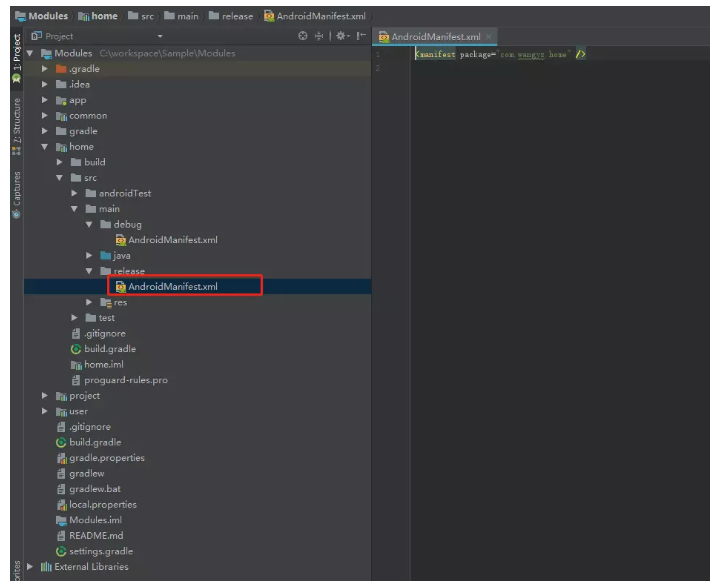 Modules home src main release AndroidManifest.xml
1: Project
Z: Structure
Captures
Project
AndroidManifest.xml
Modules C:\workspace\Sample\Modules
.gradle
.idea
app
common
gradle
home
build
src
androidTest
main
debug
AndroidManifest.xml
java
release
AndroidManifest.xml
res
test
.gitignore
build.gradle
home.iml
proguard-rules.pro
project
user
.gitignore
build.gradle
gradle.properties
gradlew
gradlew.bat
local.properties
Modules.iml
README.md
settings.gradle
External Libraries
1
<manifest package="com.wangyz.home" />
2